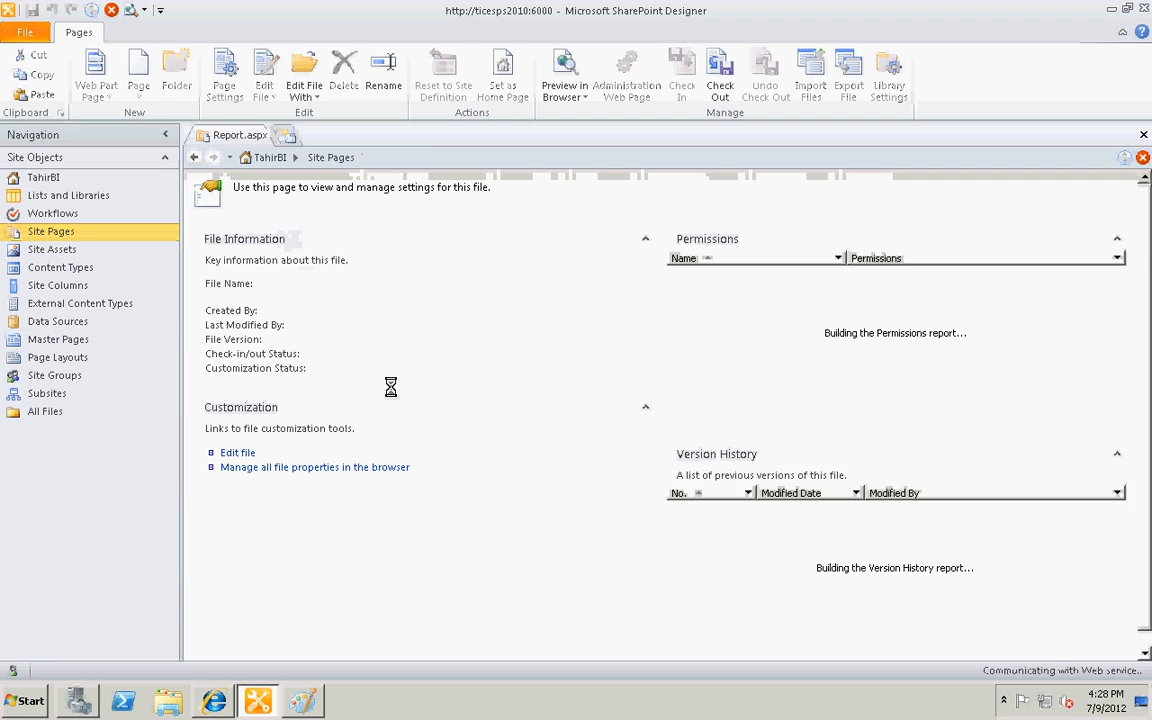 http://ticesps2010:6000 - Microsoft SharePoint Designer
File
Pages
Cut
Copy
Paste
Clipboard
Web Part Page
Page
Folder
New
Page Settings
Edit File
Edit File With
Delete
Rename
Edit
Reset to Site Definition
Set as Home Page
Actions
Preview in Browser
Administration Web Page
Check In
Check Out
Undo Check Out
Import Files
Export File
Library Settings
Manage
Navigation
Site Objects
TahirBI
Lists and Libraries
Workflows
Site Pages
Site Assets
Content Types
Site Columns
External Content Types
Data Sources
Master Pages
Page Layouts
Site Groups
Subsites
All Files
Report.aspx
TahirBI
Site Pages
Use this page to view and manage settings for this file.
File Information
Key information about this file.
File Name:
Created By:
Last Modified By:
File Version:
Check-in/out Status:
Customization Status:
Customization
Links to file customization tools.
Edit file
Manage all file properties in the browser
Permissions
Name
Permissions
Building the Permissions report...
Version History
A list of previous versions of this file.
No.
Modified Date
Modified By
Building the Version History report...
Communicating with Web service..
Start
4:28 PM
7/9/2012